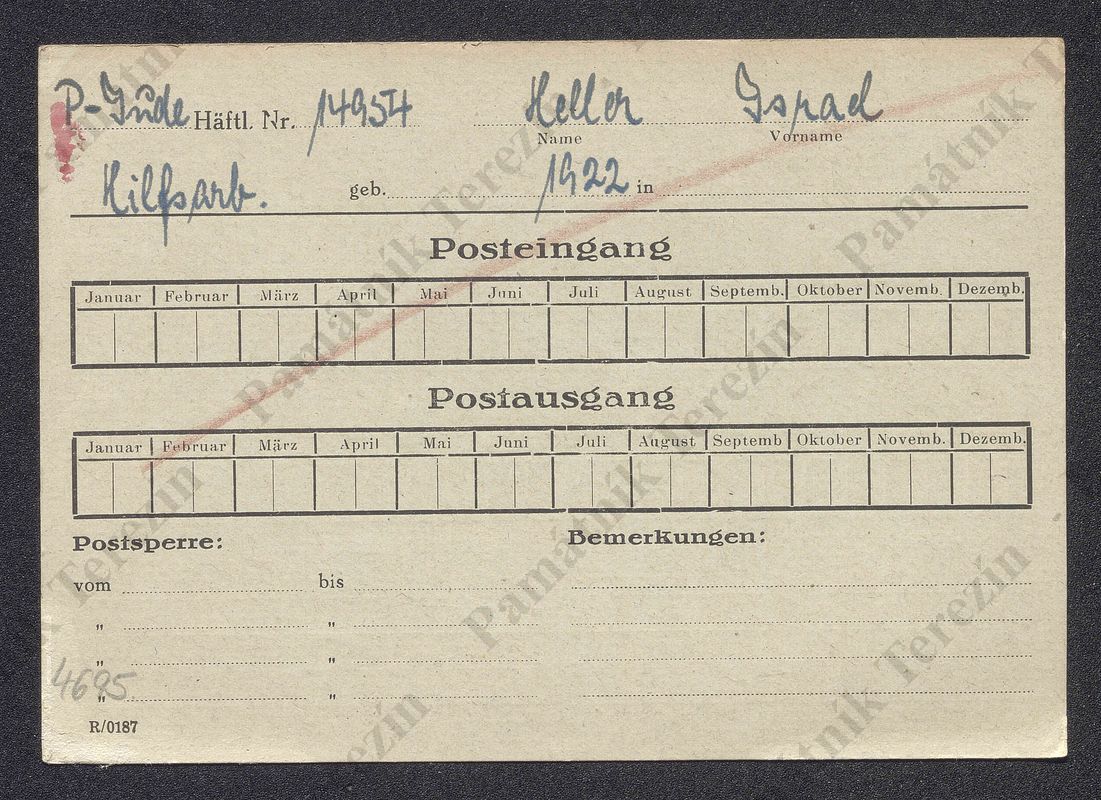 P-Jude Häftl. Nr. 14954 Heller Israel
Name Vorname
Hilfsarb. geb. 1922 in
Posteingang
Januar Februar März April Mai Juni Juli August Septemb. Oktober Novemb. Dezemb.
Postausgang
Januar Februar März April Mai Juni Juli August Septemb Oktober Novemb. Dezemb.
Postsperre: Bemerkungen:
vom bis
" "
" "
4695
" "
R/0187
Památník Terezín